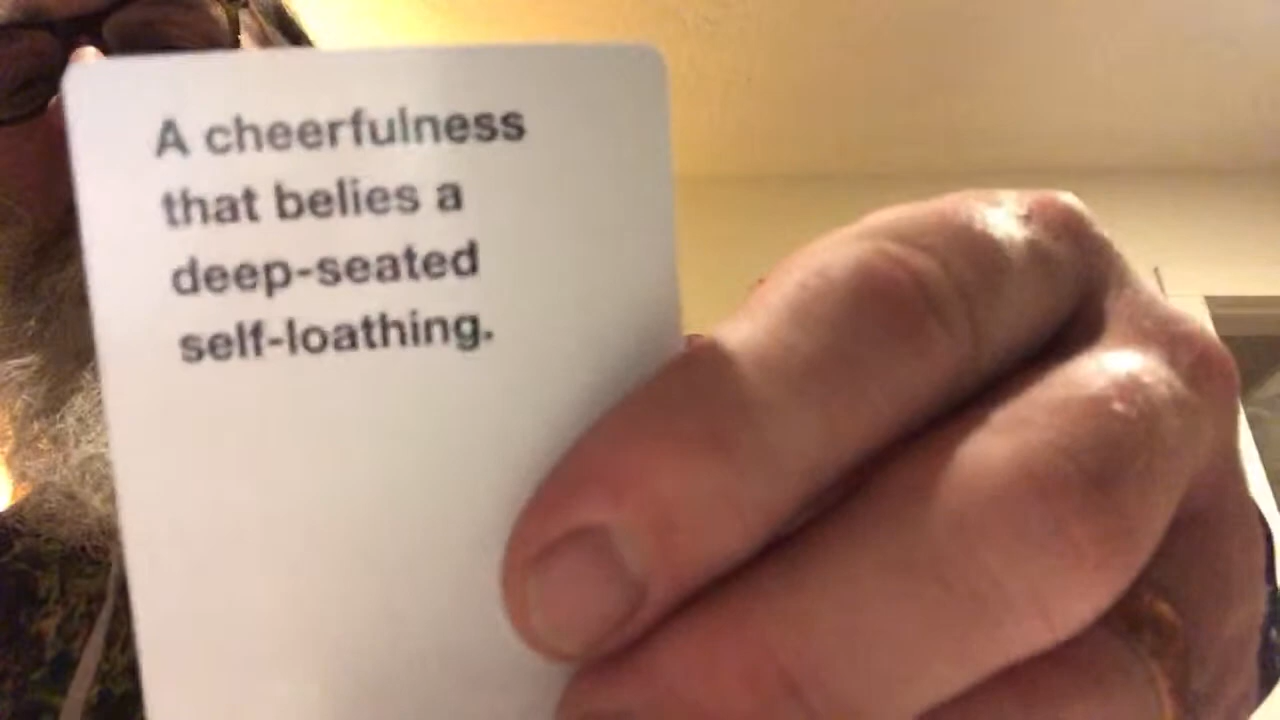 A cheerfulness
that belies a
deep-seated
self-loathing.